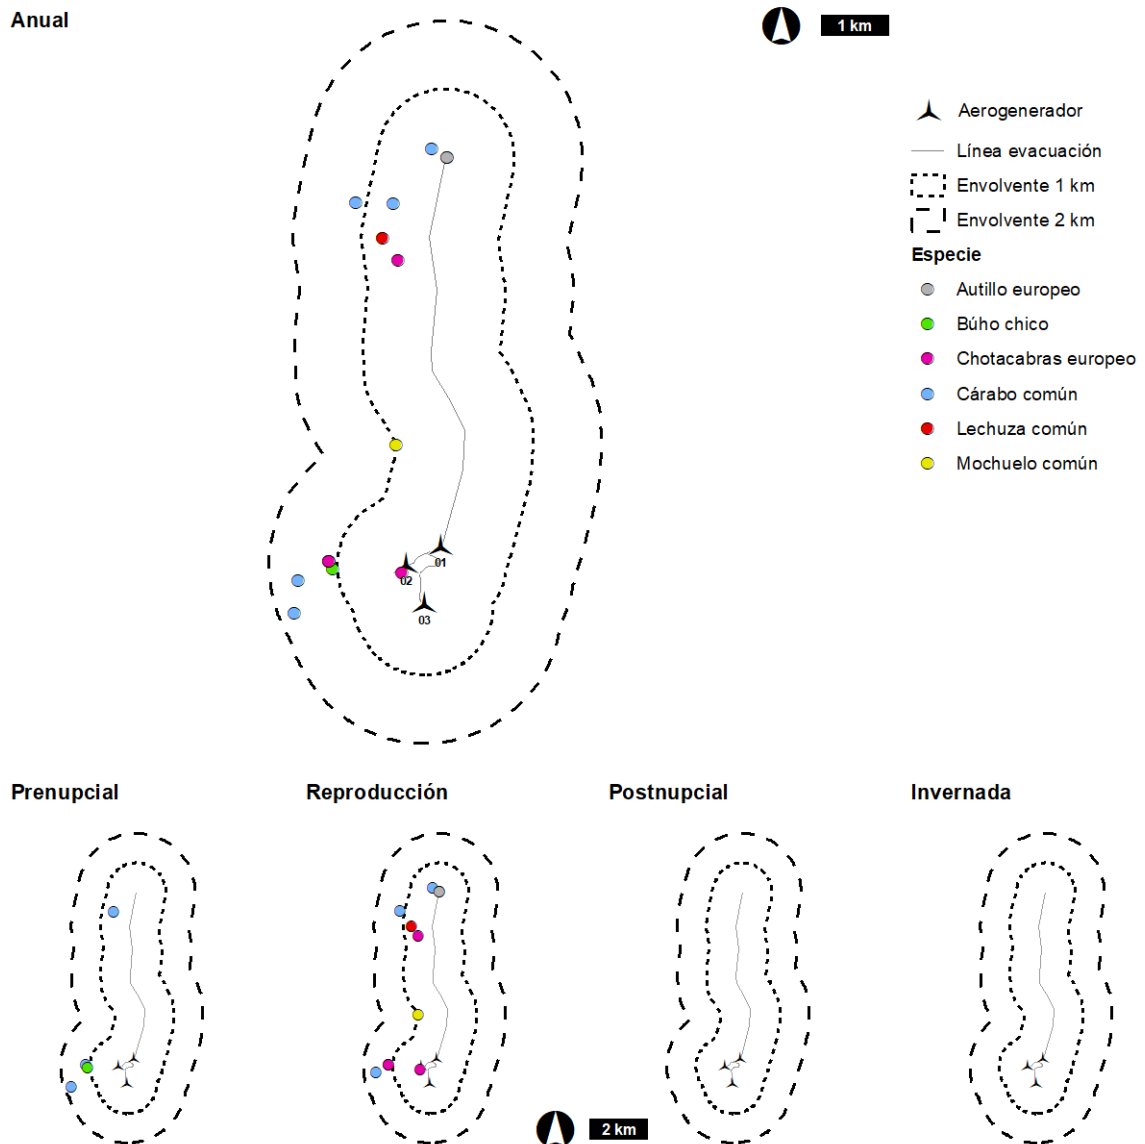 Anual
1 km
Aerogenerador
Línea evacuación
Envolvente 1 km
Envolvente 2 km
Especie
Autillo europeo
Búho chico
Chotacabras europeo
Cárabo común
Lechuza común
Mochuelo común
01
02
03
Prenupcial
Reproducción
Postnupcial
Invernada
2 km